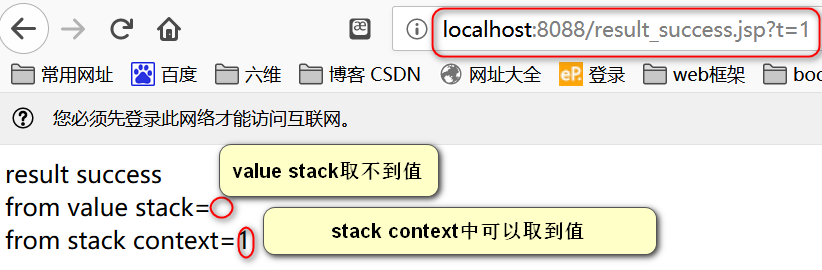 localhost:8088/result_success.jsp?t=1
常用网址 百度 六维 博客 CSDN 网址大全 eP. 登录 web框架 boo
您必须先登录此网络才能访问互联网。
value stack取不到值
result success
from value stack=
from stack context=1
stack context中可以取到值